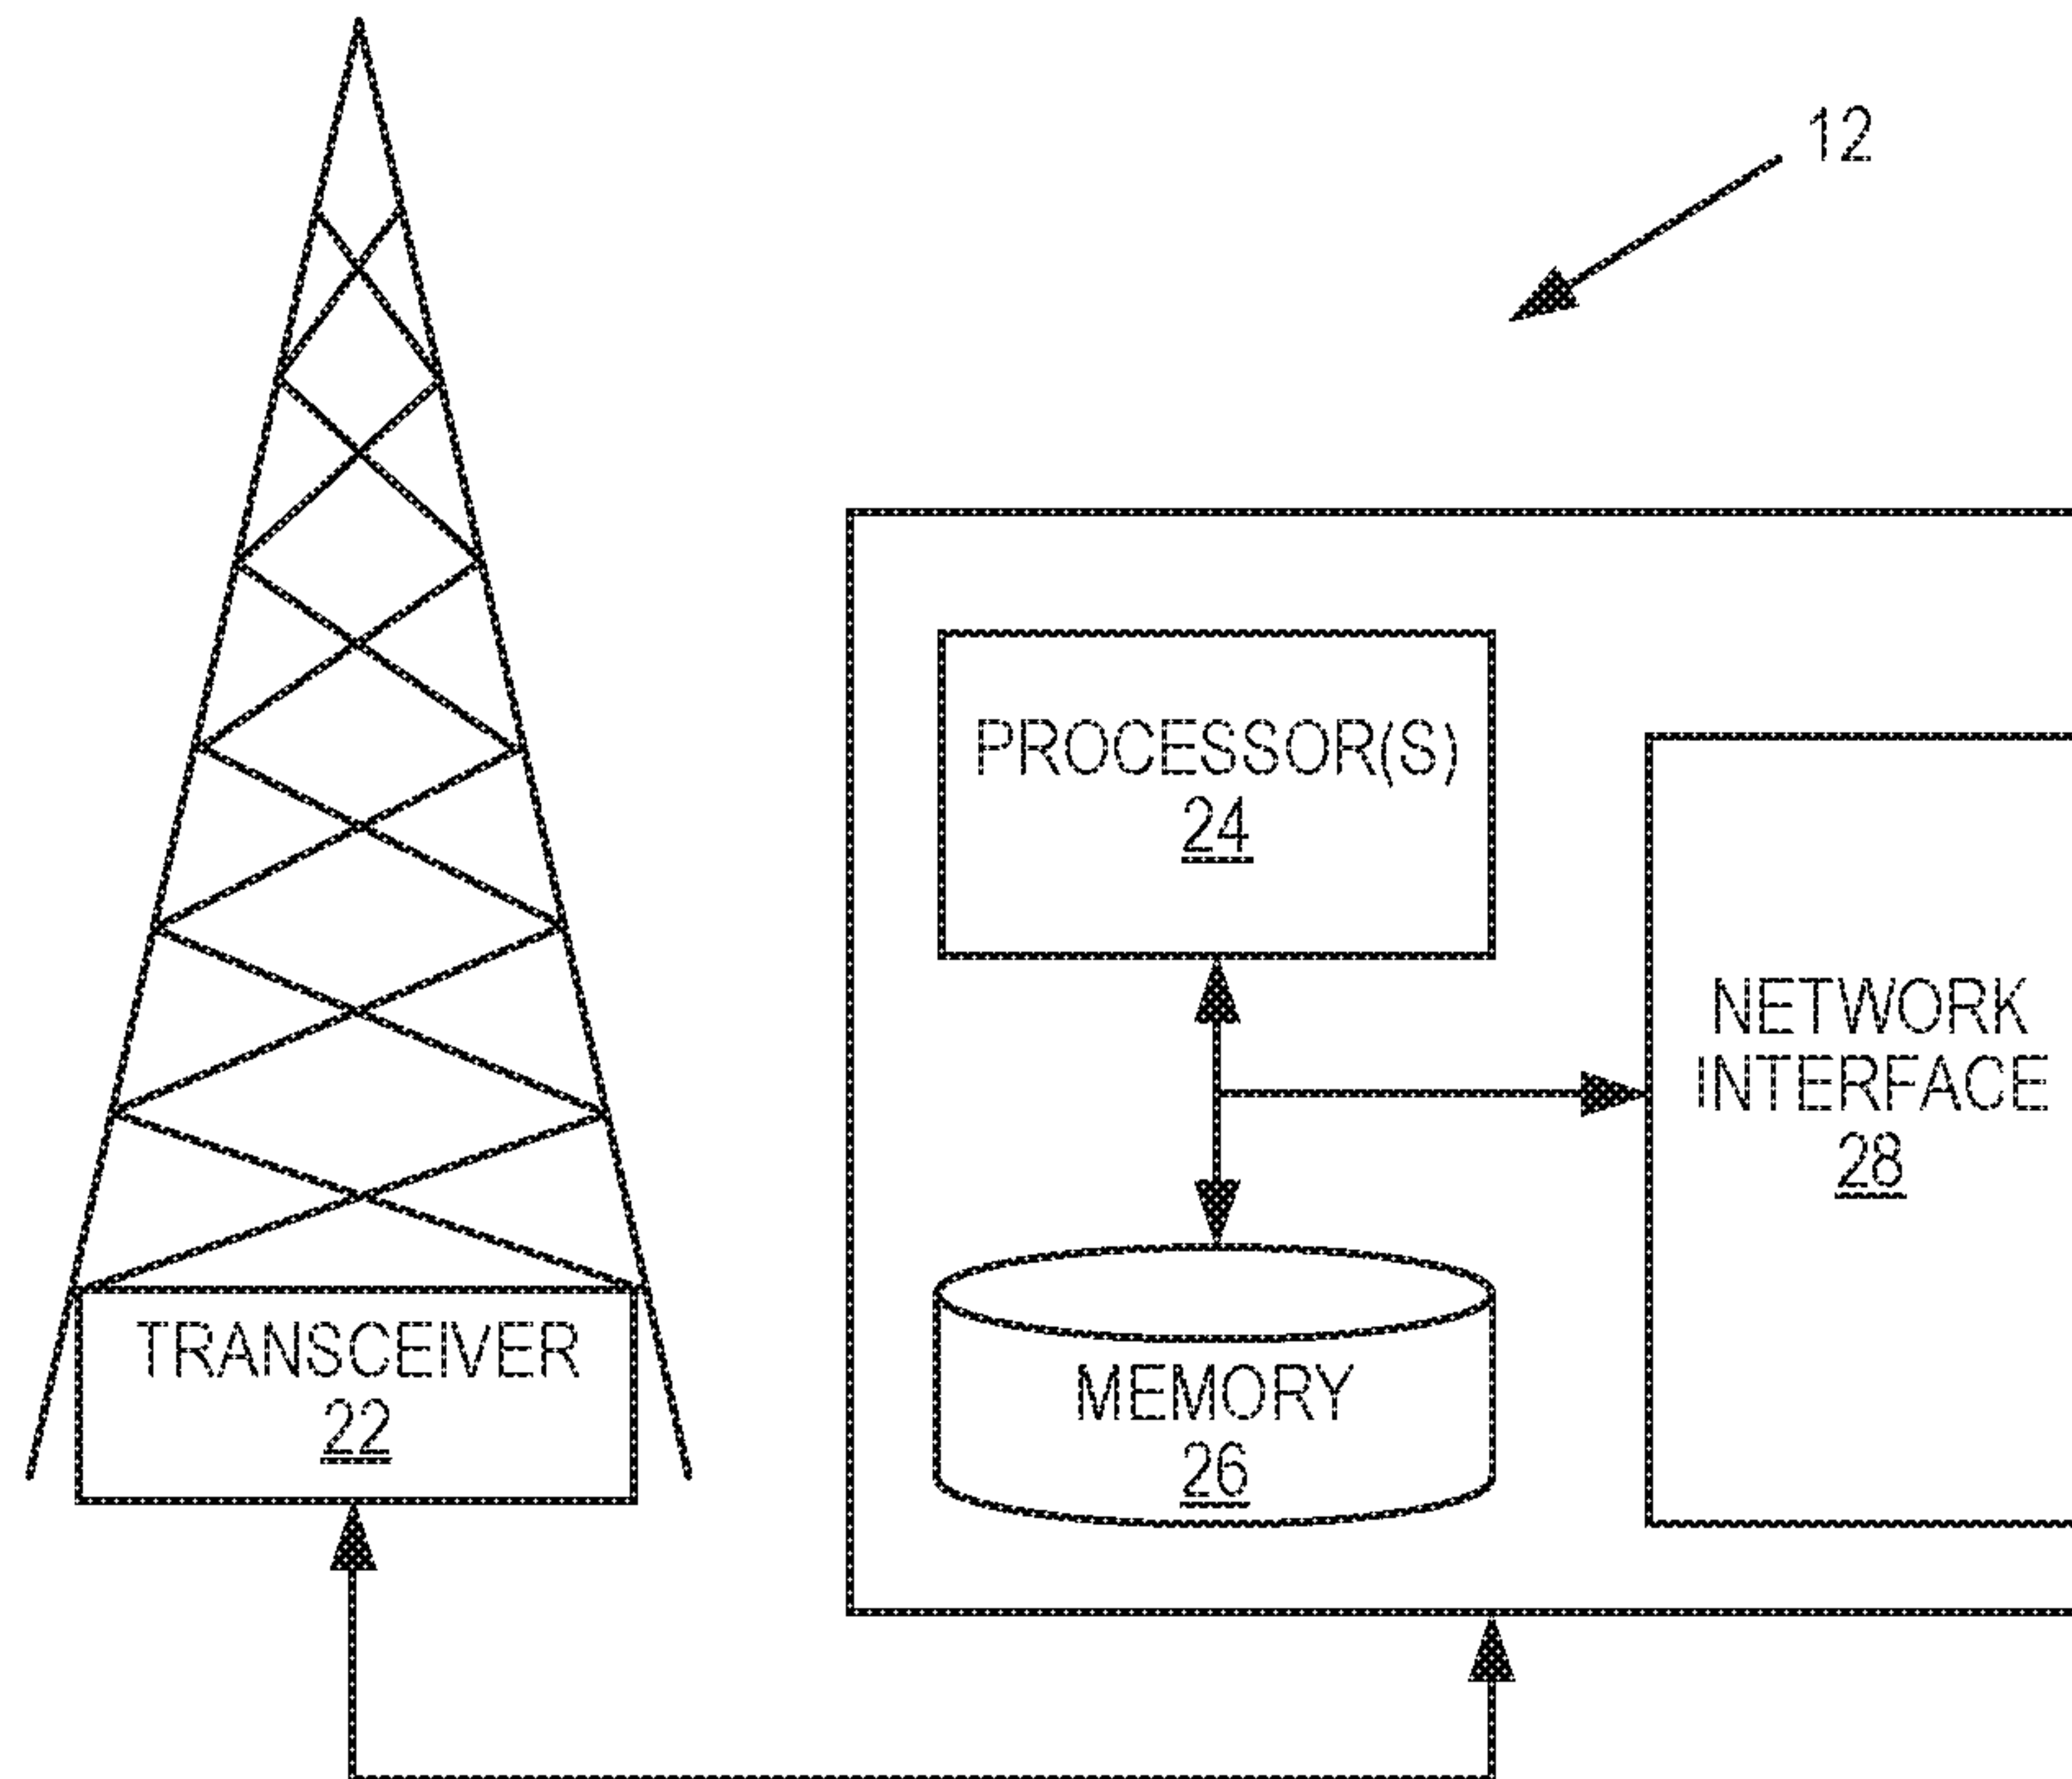 12
PROCESSOR(S)
24
NETWORK
INTERFACE
28
TRANSCEIVER
22
MEMORY
26